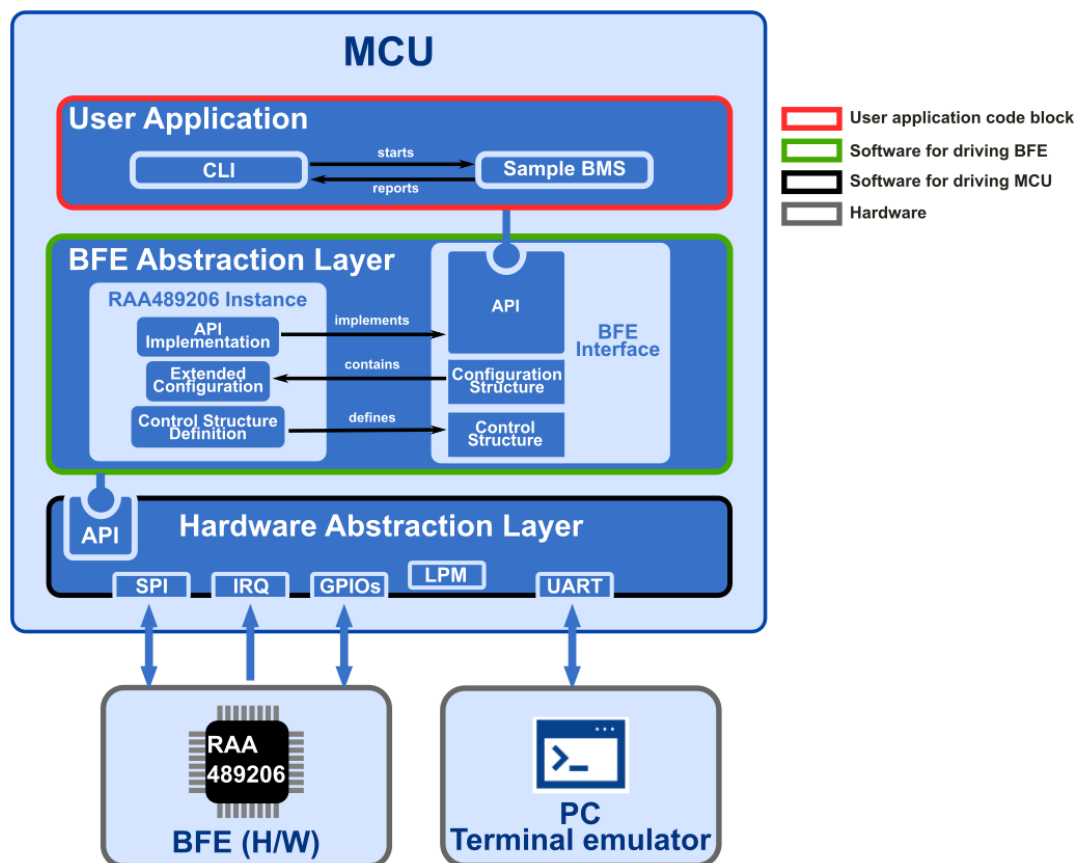 MCU
User Application
CLI
starts
reports
Sample BMS
User application code block
Software for driving BFE
Software for driving MCU
Hardware
BFE Abstraction Layer
RAA489206 Instance
API
Implementation
Extended
Configuration
Control Structure
Definition
implements
contains
defines
API
Configuration
Structure
Control
Structure
BFE
Interface
API
Hardware Abstraction Layer
SPI
IRQ
GPIOs
LPM
UART
RAA
489206
BFE (H/W)
PC
Terminal emulator